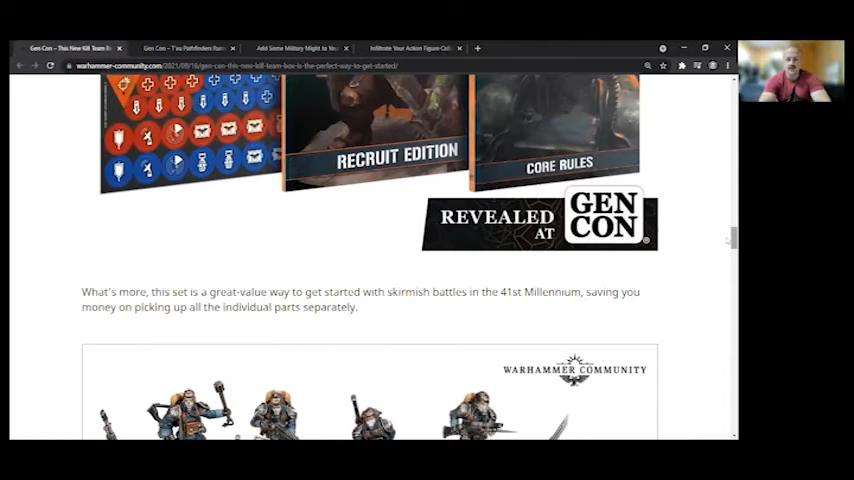 Gen Con – This New Kill Team B
Gen Con – T'au Pathfinders Rum
Add Some Military Might to You
Infiltrate Your Action Figure Coll
warhammer-community.com/2021/09/16/gen-con-this-new-kill-team-box-is-the-perfect-way-to-get-started/
RECRUIT EDITION
CORE RULES
REVEALED
AT
GEN
CON
What's more, this set is a great-value way to get started with skirmish battles in the 41st Millennium, saving you
money on picking up all the individual parts separately.
WARHAMMER COMMUNITY